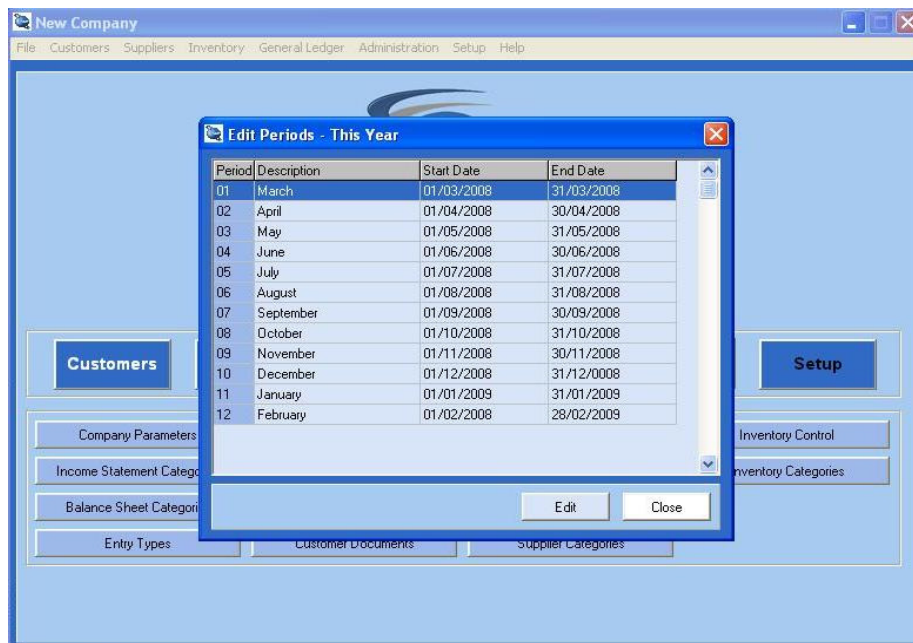 New Company
File Customers Suppliers Inventory General Ledger Administration Setup Help
Edit Periods - This Year
Period Description Start Date End Date
01 March 01/03/2008 31/03/2008
02 April 01/04/2008 30/04/2008
03 May 01/05/2008 31/05/2008
04 June 01/06/2008 30/06/2008
05 July 01/07/2008 31/07/2008
06 August 01/08/2008 31/08/2008
07 September 01/09/2008 30/09/2008
08 October 01/10/2008 31/10/2008
09 November 01/11/2008 30/11/2008
10 December 01/12/2008 31/12/0008
11 January 01/01/2009 31/01/2009
12 February 01/02/2008 28/02/2009
Edit Close
Customers Setup
Company Parameters Inventory Control
Income Statement Catego nventory Categories
Balance Sheet Categori
Entry Types Customer Documents Supplier Categories